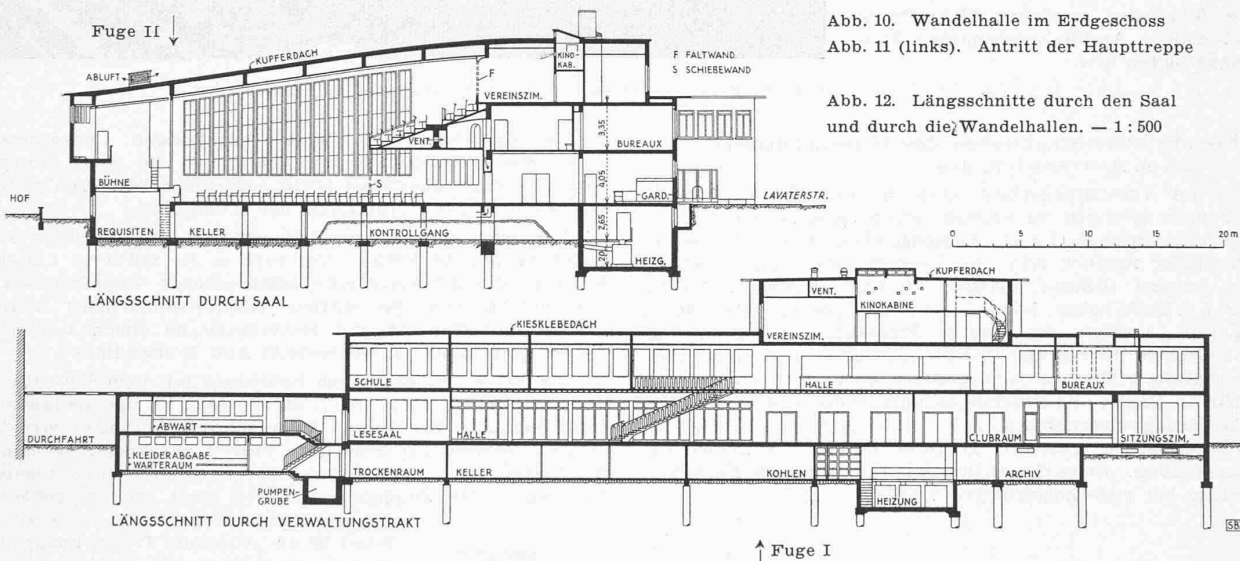 Fuge II
Abb. 10. Wandelhalle im Erdgeschoss
Abb. 11 (links). Antritt der Haupttreppe
Abb. 12. Längsschnitte durch den Saal
und durch die Wandelhallen. — 1 : 500
F FALTWAND
S SCHIEBEWAND
ABLUFT
KUPFERDACH
KINO-
KAB.
F
VEREINSZIM.
VENT.
3,35
BUREAUX
S
4,05
BÜHNE
GARD.
LAVATERSTR.
HOF
REQUISITEN
KELLER
KONTROLLGANG
2,65
2,0
HEIZG.
0 5 10 15 20 m
LÄNGSSCHNITT DURCH SAAL
KUPFERDACH
VENT.
KINOKABINE
VEREINSZIM.
KIESKLEBEDACH
SCHULE
HALLE
BUREAUX
ABWART
LESESAAL
HALLE
CLUBRAUM
SITZUNGSZIM.
DURCHFAHRT
KLEIDERABGABE
WARTERAUM
TROCKENRAUM
KELLER
KOHLEN
ARCHIV
PUMPEN-
GRUBE
HEIZUNG
LÄNGSSCHNITT DURCH VERWALTUNGSTRAKT
SB
Fuge I